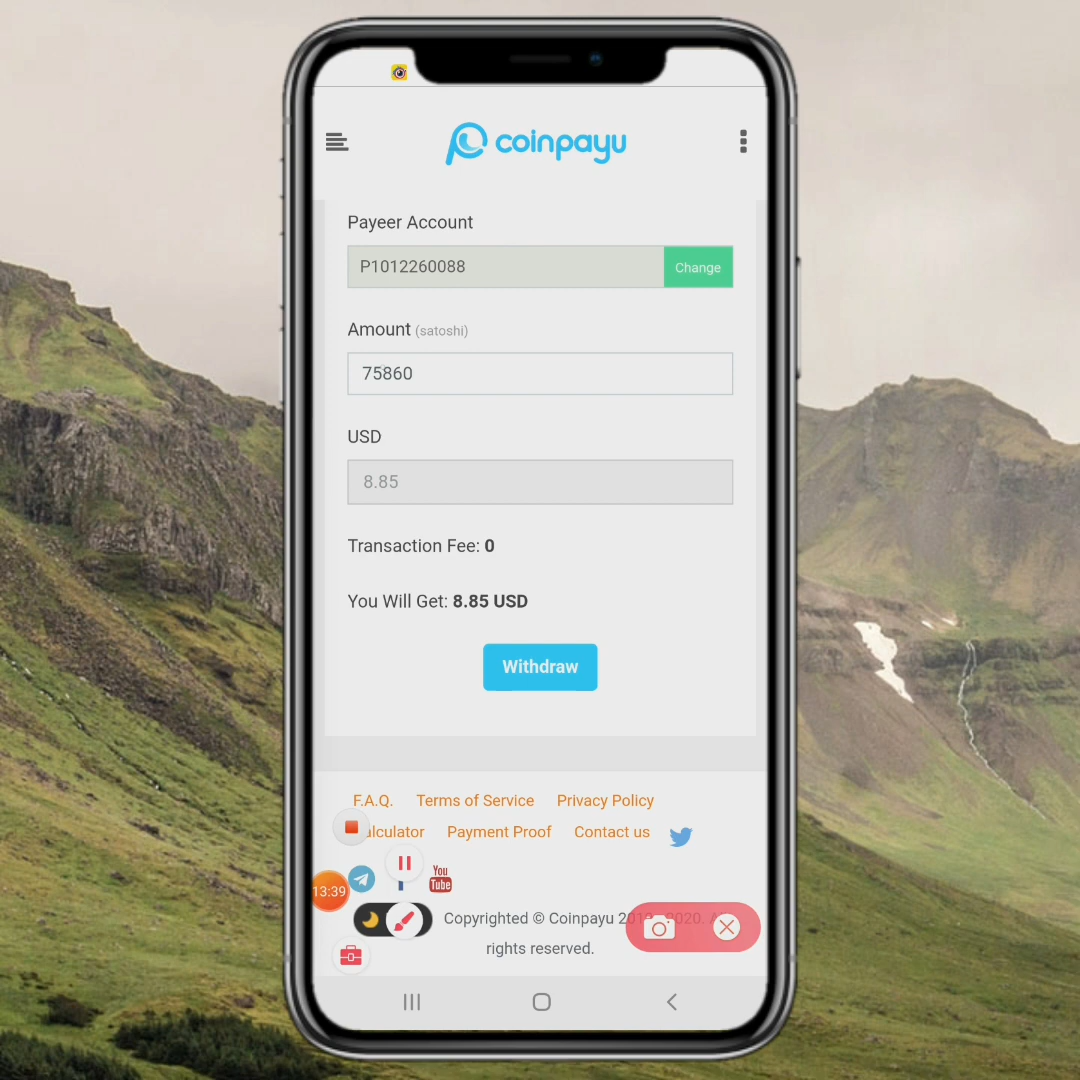 coinpayu
Payeer Account
P1012260088
Change
Amount (satoshi)
75860
USD
8.85
Transaction Fee: 0
You Will Get: 8.85 USD
Withdraw
F.A.Q. Terms of Service Privacy Policy
alculator Payment Proof Contact us
You
Tube
13:39
Copyrighted © Coinpayu
rights reserved.